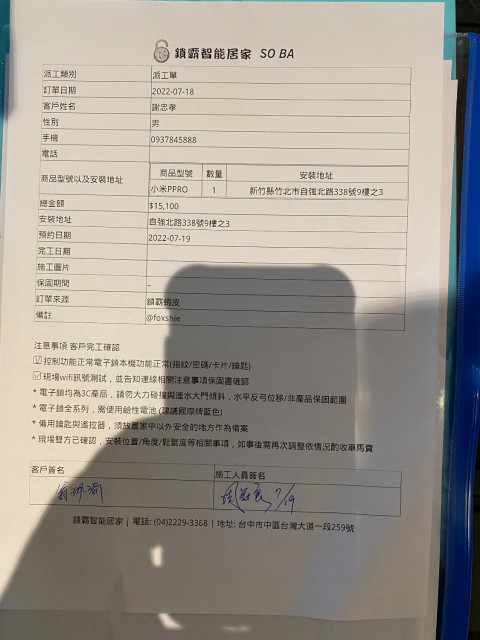 鎖霸智能居家 SO BA
派工類別 派工單
訂單日期 2022-07-18
客戶姓名 謝忠孝
性別 男
手機 0937845888
電話
商品型號以及安裝地址 商品型號 數量 安裝地址
小米PPRO 1 新竹縣竹北市自強北路338號9樓之3
總金額 $15,100
安裝地址 自強北路338號9樓之3
預約日期 2022-07-19
完工日期
施工圖片
保固期間 –
訂單來源 鎖霸蝦皮
備註 @foxshie
注意事項 客戶完工確認
☑ 控制功能正常電子鎖本機功能正常(指紋/密碼/卡片/鑰匙)
☑ 現場wifi訊號測試，並告知連線相關注意事項保固書確認
* 電子鎖均為3C產品，請勿大力碰撞與進水大門傾斜，水平反弓位移/非產品保固範圍
* 電子鎖全系列，需使用鹼性電池 (建議國際牌藍色)
* 備用鑰匙與遙控器，須放置家中以外安全的地方作為備案
* 現場雙方已確認，安裝位置/角度/鬆緊度等相關事項，如事後需再次調整依情況酌收車馬費
客戶簽名 施工人員簽名
7/19
鎖霸智能居家 | 電話: (04)2229-3368 | 地址: 台中市中區台灣大道一段259號